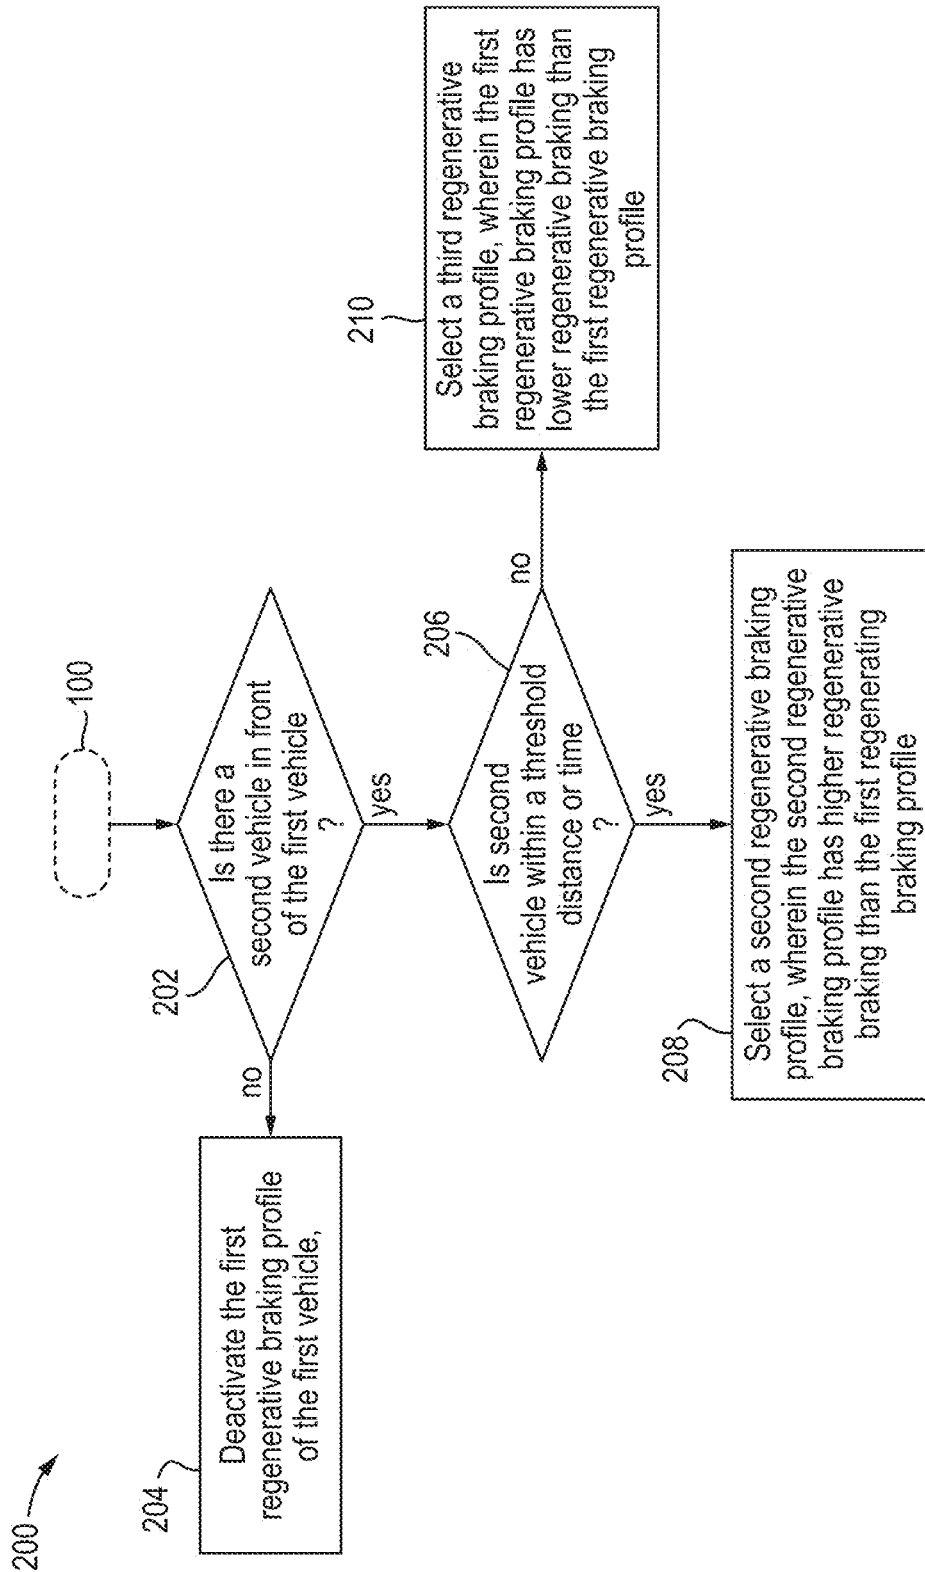 200
100
202
Is there a
second vehicle in front
of the first vehicle
?
no
yes
204
Deactivate the first
regenerative braking profile
of the first vehicle,
206
Is second
vehicle within a threshold
distance or time
?
no
yes
210
Select a third regenerative
braking profile, wherein the first
regenerative braking profile has
lower regenerative braking than
the first regenerative braking
profile
208
Select a second regenerative braking
profile, wherein the second regenerative
braking profile has higher regenerative
braking than the first regenerating
braking profile